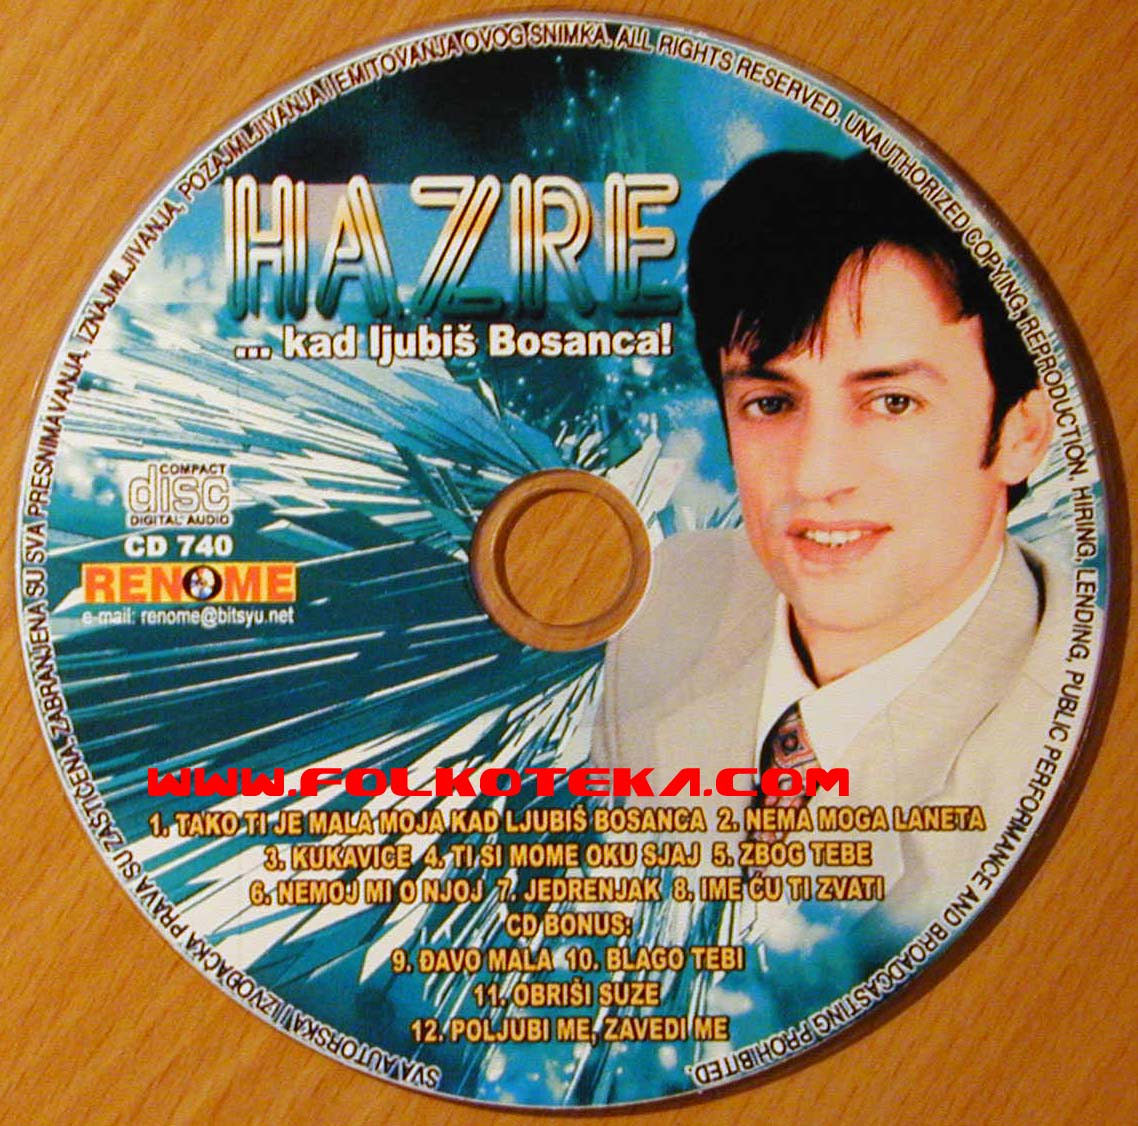 SVA AUTORSKA I IZVOĐAČKA PRAVA SU ZAŠTIĆENA. ZABRANJENA SU SVA PRESNIMAVANJA, IZNAJMLJIVANJA, POZAJMLJIVANJA I EMITOVANJA OVOG SNIMKA. ALL RIGHTS RESERVED. UNAUTHORIZED COPYING, REPRODUCTION, HIRING, LENDING, PUBLIC PERFORMANCE AND BROADCASTING PROHIBITED.
HAZRE
... kad ljubiš Bosanca!
COMPACT
disc
DIGITAL AUDIO
CD 740
RENOME
e-mail: renome@bitsyu.net
WWW.FOLKOTEKA.COM
1. TAKO TI JE MALA MOJA KAD LJUBIŠ BOSANCA 2. NEMA MOGA LANETA
3. KUKAVICE 4. TI SI MOME OKU SJAJ 5. ZBOG TEBE
6. NEMOJ MI O NJOJ 7. JEDRENJAK 8. IME ĆU TI ZVATI
CD BONUS:
9. ĐAVO MALA 10. BLAGO TEBI
11. OBRIŠI SUZE
12. POLJUBI ME, ZAVEDI ME